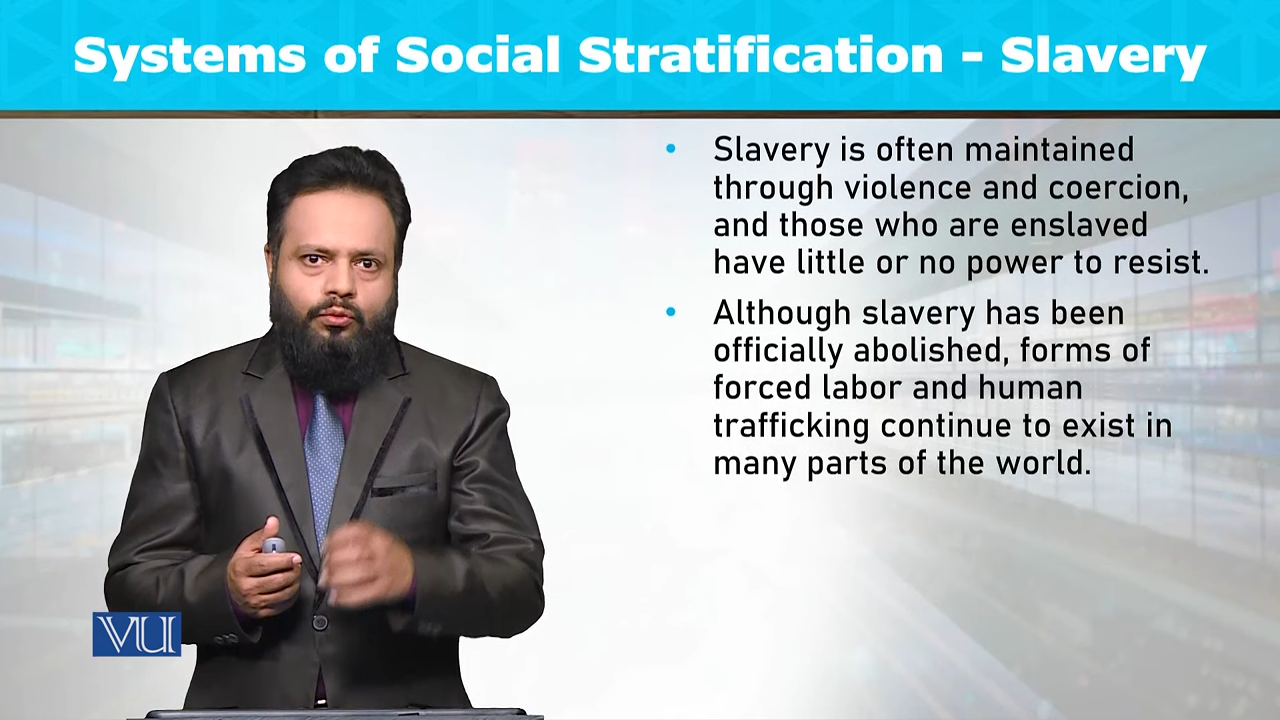 Systems of Social Stratification - Slavery
• Slavery is often maintained
through violence and coercion,
and those who are enslaved
have little or no power to resist.
• Although slavery has been
officially abolished, forms of
forced labor and human
trafficking continue to exist in
many parts of the world.
VU